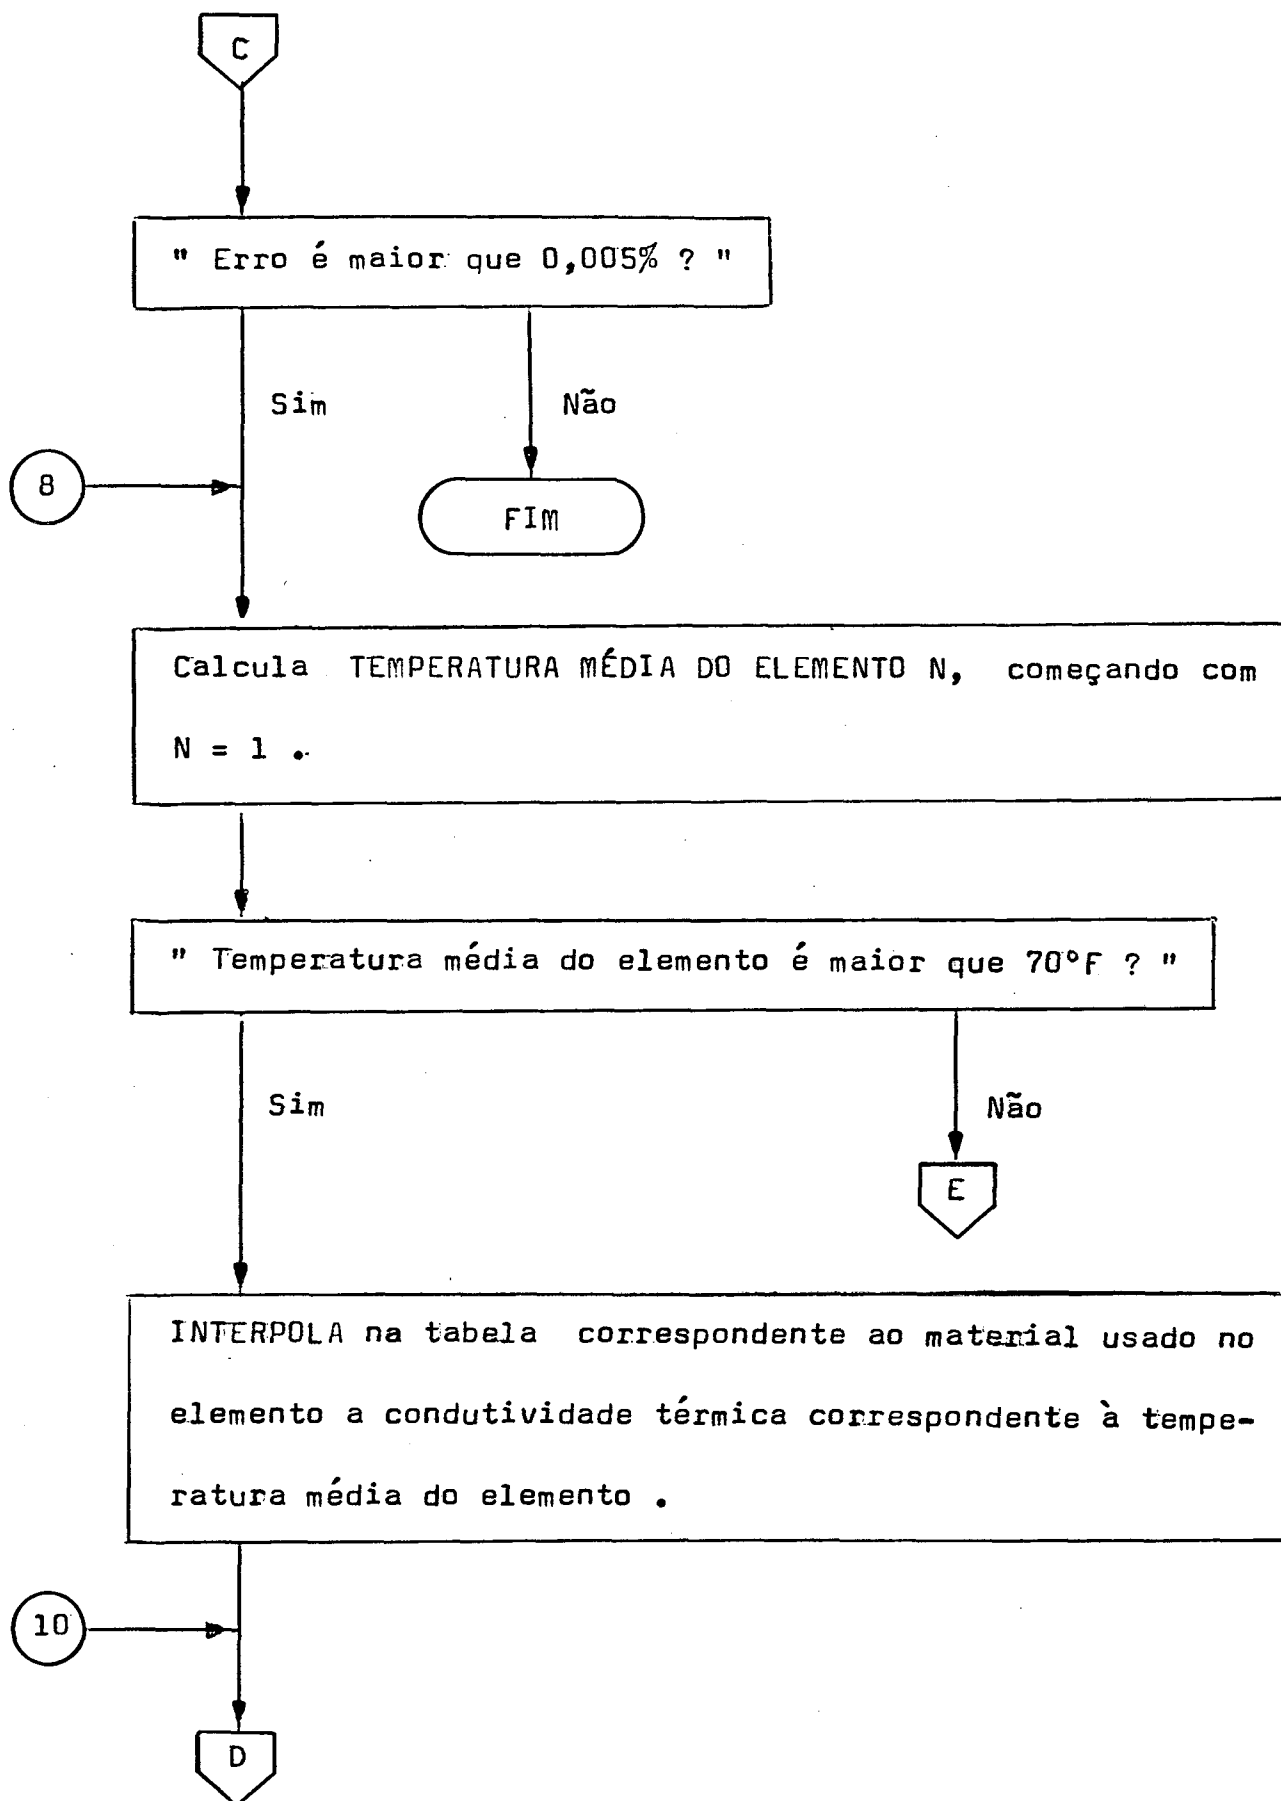 C
" Erro é maior que 0,005% ? "
Sim
Não
8
FIM
Calcula TEMPERATURA MÉDIA DO ELEMENTO N, começando com
N = 1 .
" Temperatura média do elemento é maior que 70°F ? "
Sim
Não
E
INTERPOLA na tabela correspondente ao material usado no
elemento a condutividade térmica correspondente à tempe-
ratura média do elemento .
10
D